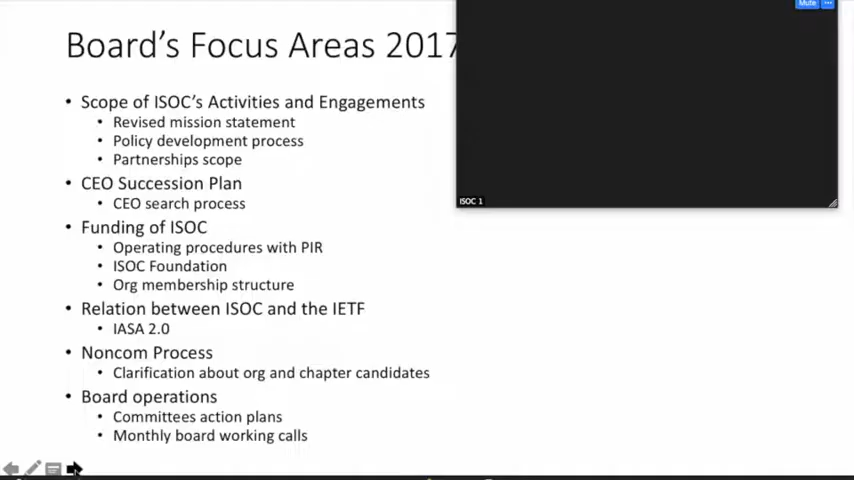 Board's Focus Areas 2017
• Scope of ISOC's Activities and Engagements
• Revised mission statement
• Policy development process
• Partnerships scope
• CEO Succession Plan
• CEO search process
• Funding of ISOC
• Operating procedures with PIR
• ISOC Foundation
• Org membership structure
• Relation between ISOC and the IETF
• IASA 2.0
• Noncom Process
• Clarification about org and chapter candidates
• Board operations
• Committees action plans
• Monthly board working calls
Mute
ISOC 1